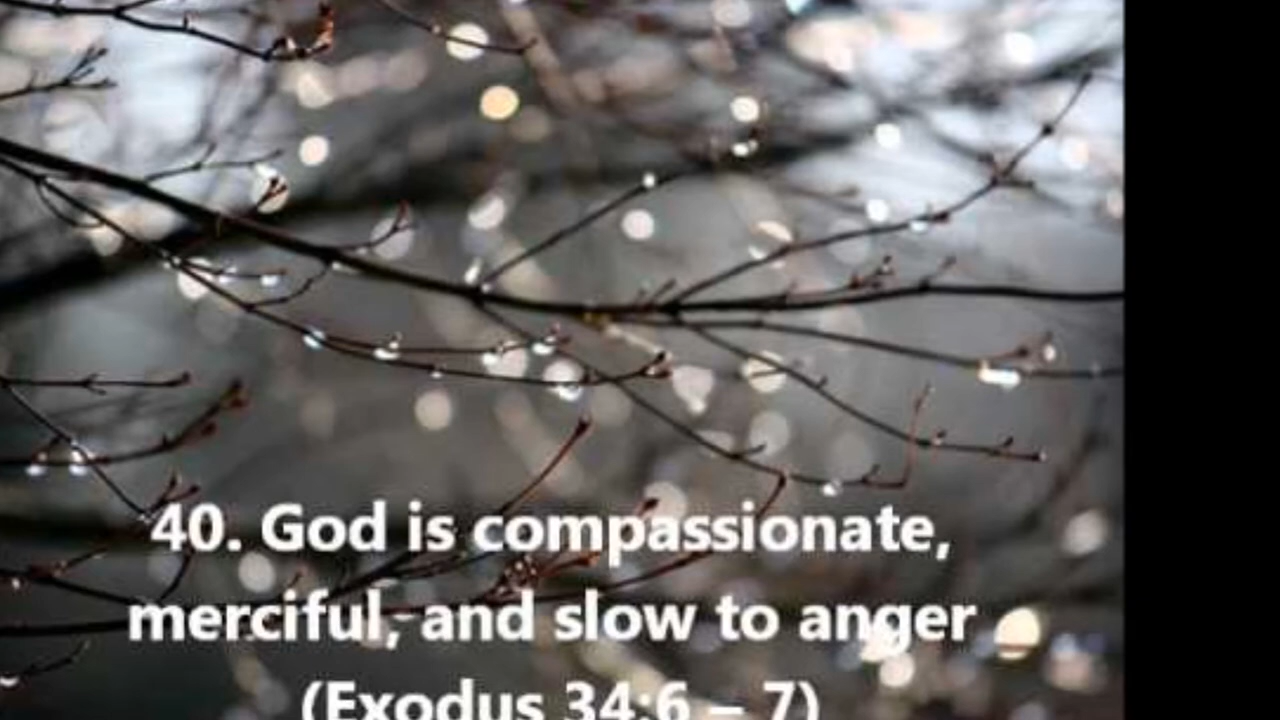 40. God is compassionate,
merciful, and slow to anger
(Exodus 34:6 – 7)